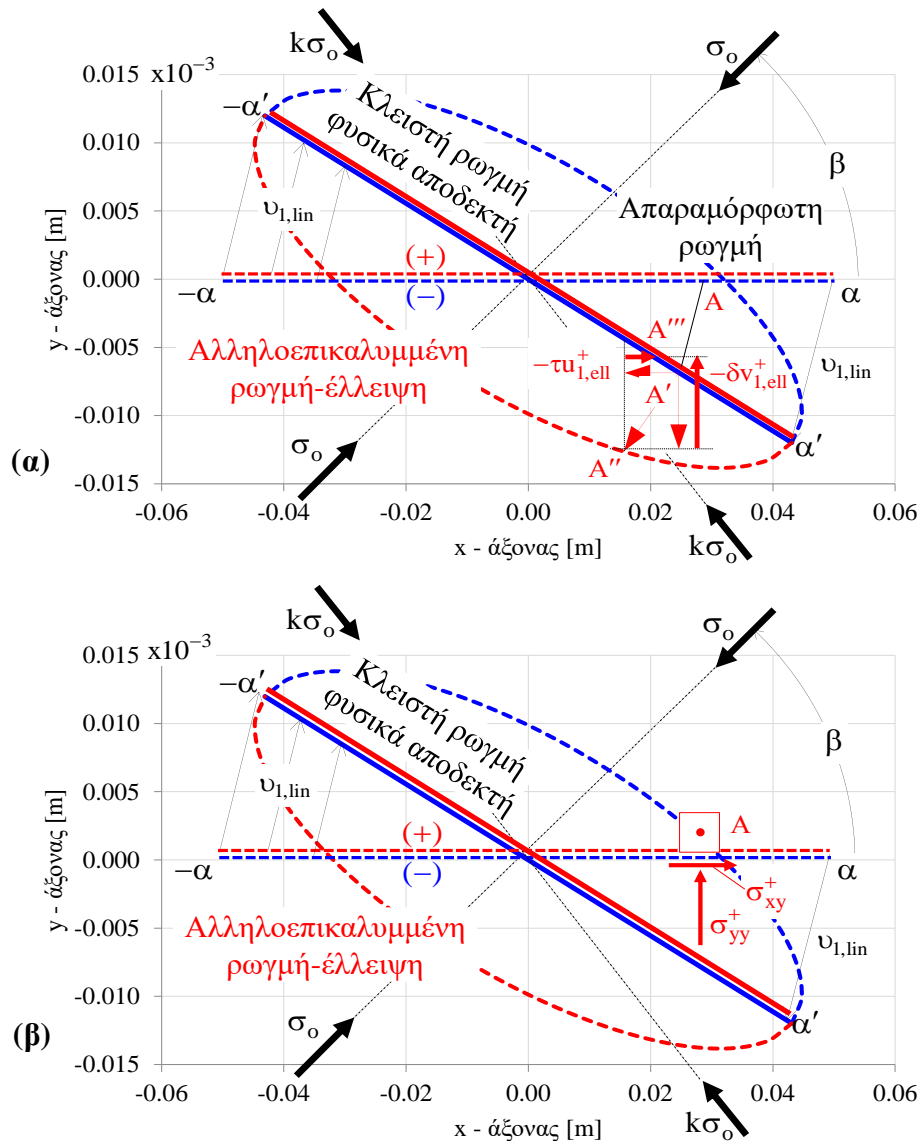 kσₒ
σₒ
x10⁻³
0.015
−α′
Κλειστή ρωγμή
φυσικά αποδεκτή
β
0.010
υ₁,lin
Απαραμόρφωτη
ρωγμή
0.005
(+)
0.000
−α
(−)
A
α
y - άξονας [m]
-0.005
A‴
Αλληλοεπικαλυμμένη
ρωγμή-έλλειψη
−τu⁺₁,ell
−δv⁺₁,ell
υ₁,lin
-0.010
A′
σₒ
α′
(α)
A″
-0.015
-0.06
-0.04
-0.02
0.00
0.02
0.04
0.06
x - άξονας [m]
kσₒ
kσₒ
σₒ
x10⁻³
0.015
−α′
Κλειστή ρωγμή
φυσικά αποδεκτή
β
0.010
υ₁,lin
0.005
A
(+)
0.000
−α
(−)
α
y - άξονας [m]
σ⁺xy
-0.005
Αλληλοεπικαλυμμένη
ρωγμή-έλλειψη
σ⁺yy
υ₁,lin
-0.010
σₒ
α′
(β)
-0.015
-0.06
-0.04
-0.02
0.00
0.02
0.04
0.06
x - άξονας [m]
kσₒ